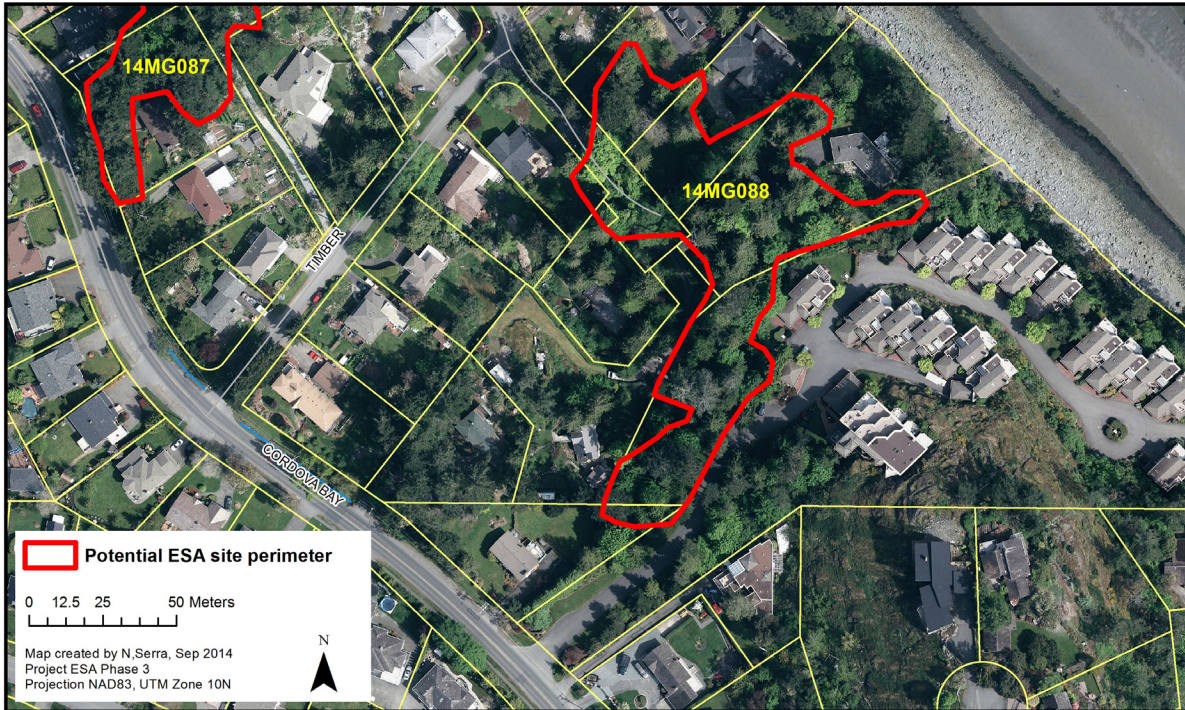 14MG087
14MG088
TIMBER
CORDOVA BAY
Potential ESA site perimeter
0 12.5 25 50 Meters
N
Map created by N,Serra, Sep 2014
Project ESA Phase 3
Projection NAD83, UTM Zone 10N